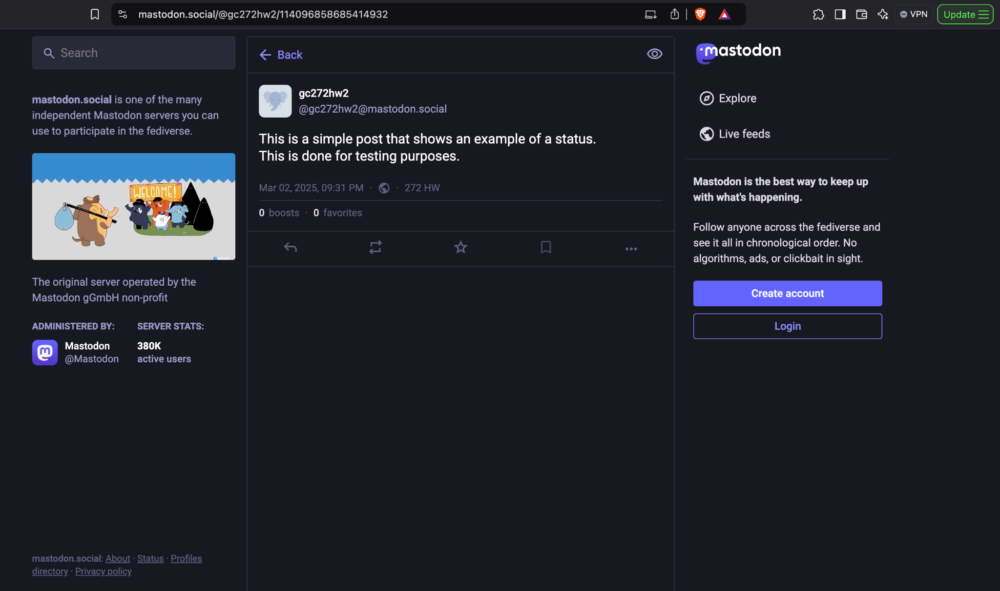 mastodon.social/@gc272hw2/114096858685414932
VPN
Update
Search
mastodon.social is one of the many
independent Mastodon servers you can
use to participate in the fediverse.
WELCOME!
mastodon
The original server operated by the
Mastodon gGmbH non-profit
ADMINISTERED BY:
Mastodon
@Mastodon
SERVER STATS:
380K
active users
mastodon.social: About · Status · Profiles
directory · Privacy policy
Back
gc272hw2
@gc272hw2@mastodon.social
This is a simple post that shows an example of a status.
This is done for testing purposes.
Mar 02, 2025, 09:31 PM · · 272 HW
0 boosts · 0 favorites
mastodon
Explore
Live feeds
Mastodon is the best way to keep up
with what's happening.
Follow anyone across the fediverse and
see it all in chronological order. No
algorithms, ads, or clickbait in sight.
Create account
Login